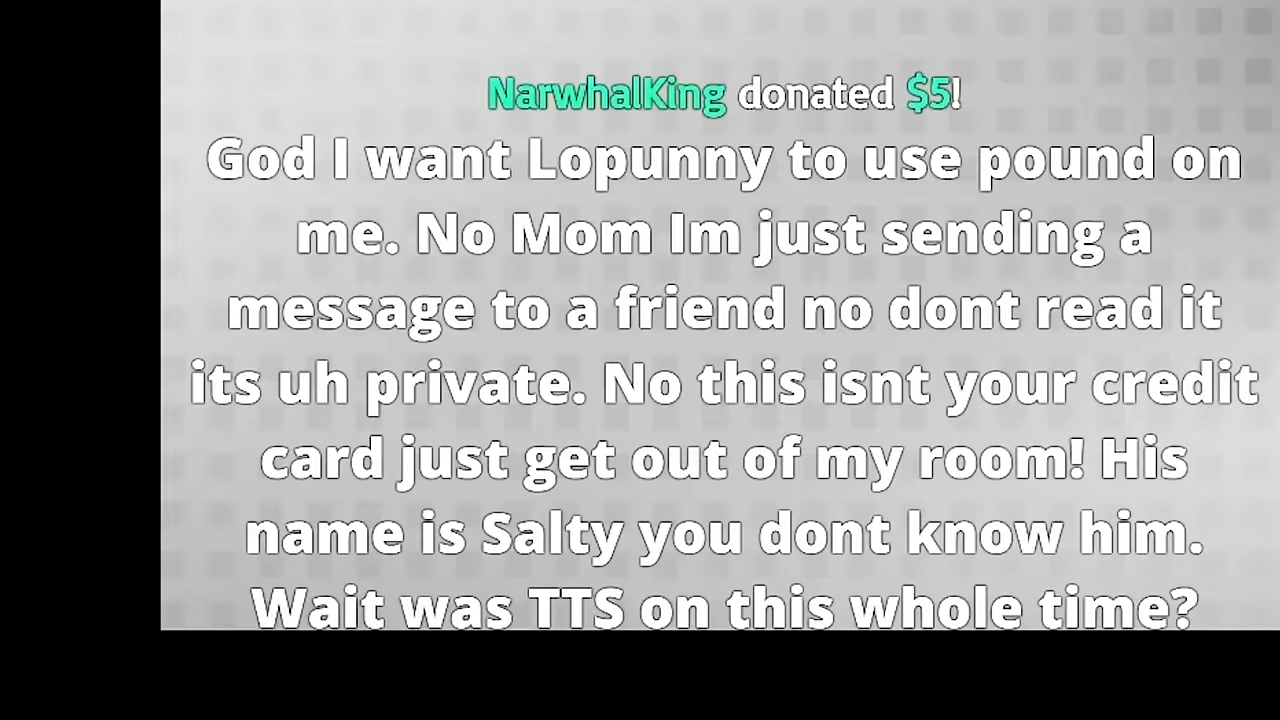 NarwhalKing donated $5!
God I want Lopunny to use pound on
me. No Mom Im just sending a
message to a friend no dont read it
its uh private. No this isnt your credit
card just get out of my room! His
name is Salty you dont know him.
Wait was TTS on this whole time?